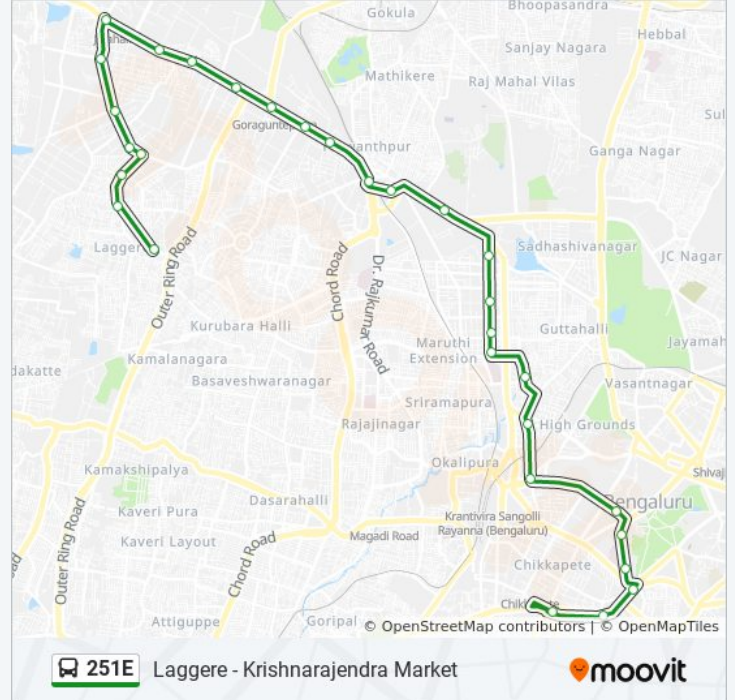 Gokula
Bhoopasandra
Hebbal
Sanjay Nagara
Mathikere
Raj Mahal Vilas
Goragunte
Ganga Nagar
Sadhashivanagar
JC Nagar
Outer Ring Road
Chord Road
Dr. Rajkumar Road
Kurubara Halli
Guttahalli
Maruthi
Extension
Kamalanagara
Basaveshwaranagar
Vasantnagar
Sriramapura
Rajajinagar
High Grounds
Okalipura
Kamakshipalya
Dasarahalli
Bengaluru
Kaveri Pura
Krantivira Sangolli
Rayanna (Bengaluru)
Outer Ring Road
Chord Road
Magadi Road
Kaveri Layout
Chikkapete
Attiguppe
Goripal
© OpenStreetMap contributors | © OpenMapTiles
251E Laggere - Krishnarajendra Market
moovit